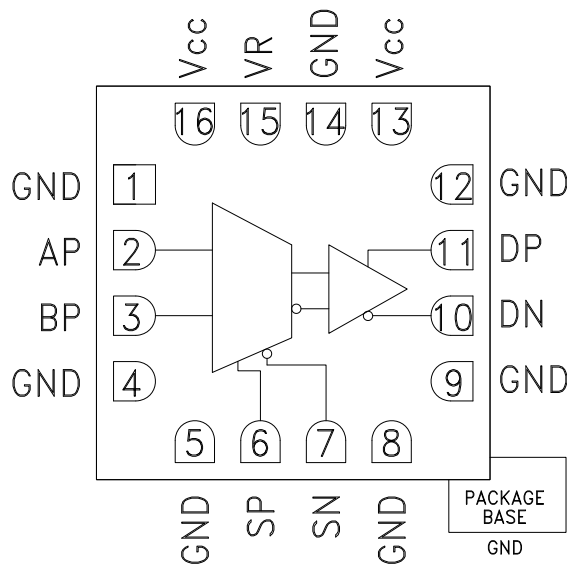 Vcc VR GND Vcc
16 15 14 13
GND 1 12 GND
AP 2 11 DP
BP 3 10 DN
GND 4 9 GND
5 6 7 8
GND SP SN GND
PACKAGE
BASE
GND